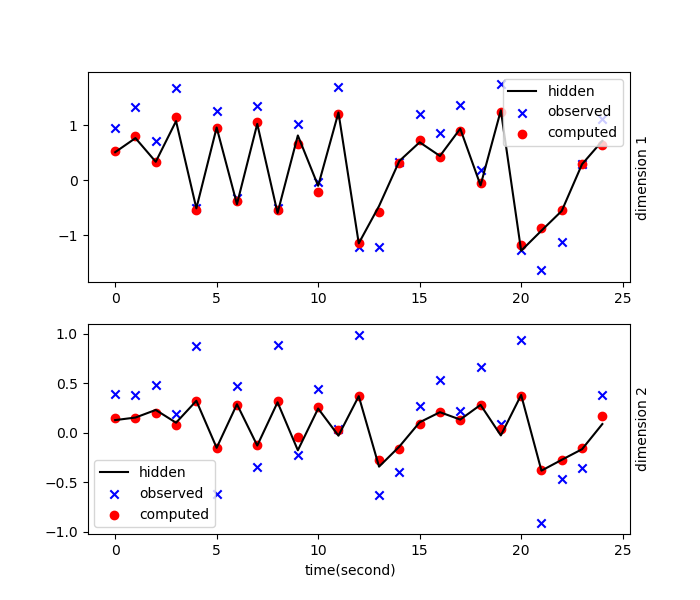 1
0
−1
0
5
10
15
20
25
hidden
observed
computed
dimension 1
1.0
0.5
0.0
−0.5
−1.0
0
5
10
15
20
25
hidden
observed
computed
dimension 2
time(second)